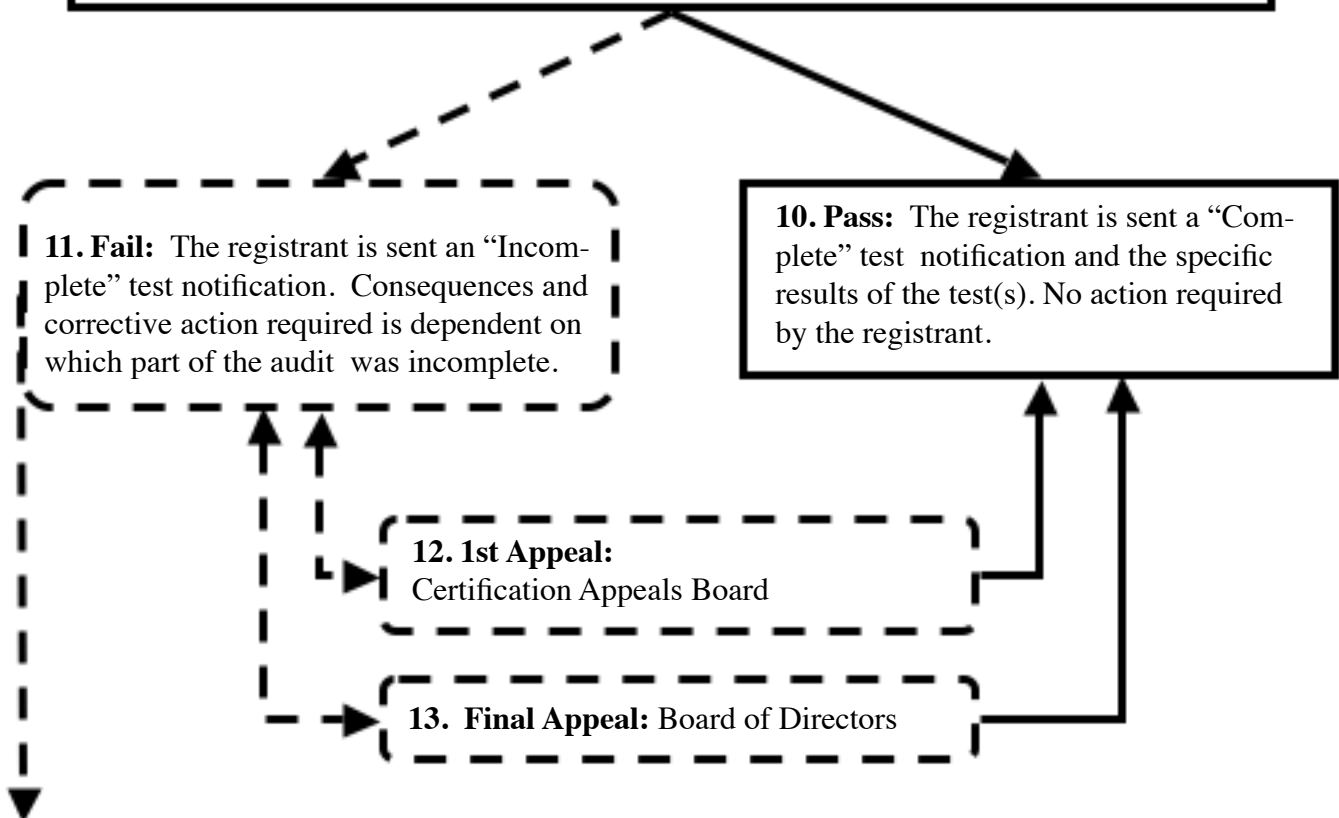 11. Fail:  The registrant is sent an “Incom-
plete” test notification.  Consequences and
corrective action required is dependent on
which part of the audit  was incomplete.
10. Pass:  The registrant is sent a “Com-
plete” test  notification and the specific
results of the test(s). No action required
by the registrant.
12. 1st Appeal:
Certification Appeals Board
13.  Final Appeal: Board of Directors